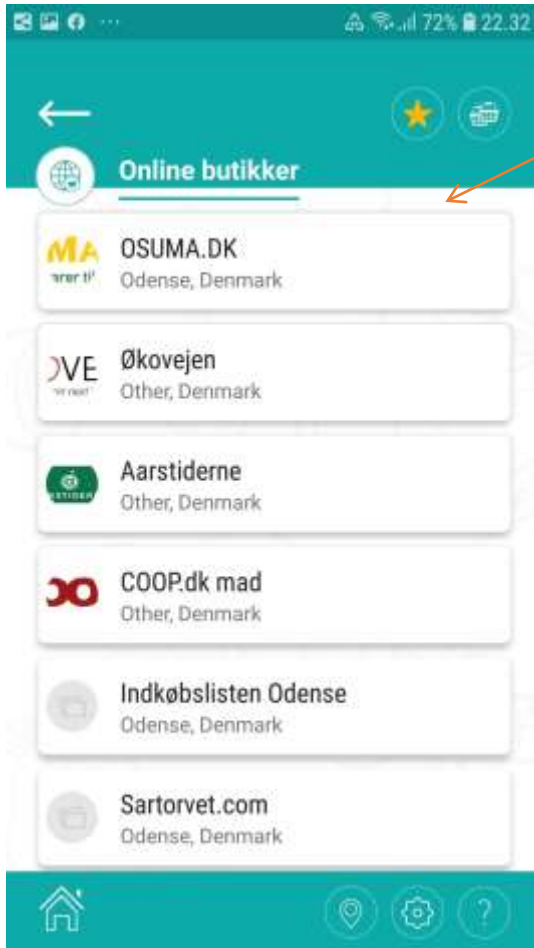 72% 22.32
Online butikker
MA
OSUMA.DK
Odense, Denmark
OVE
Økovejen
Other, Denmark
Aarstiderne
Other, Denmark
COOP.dk mad
Other, Denmark
Indkøbslisten Odense
Odense, Denmark
Sartorvet.com
Odense, Denmark
?